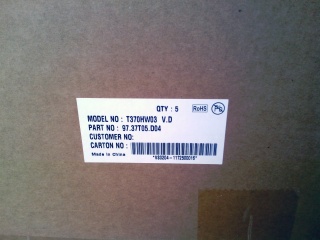 QTY : 5 RoHS
MODEL NO : T370HW03 V.D
PART NO : 97.37T05.D04
CUSTOMER NO:
CARTON NO :
Made in China